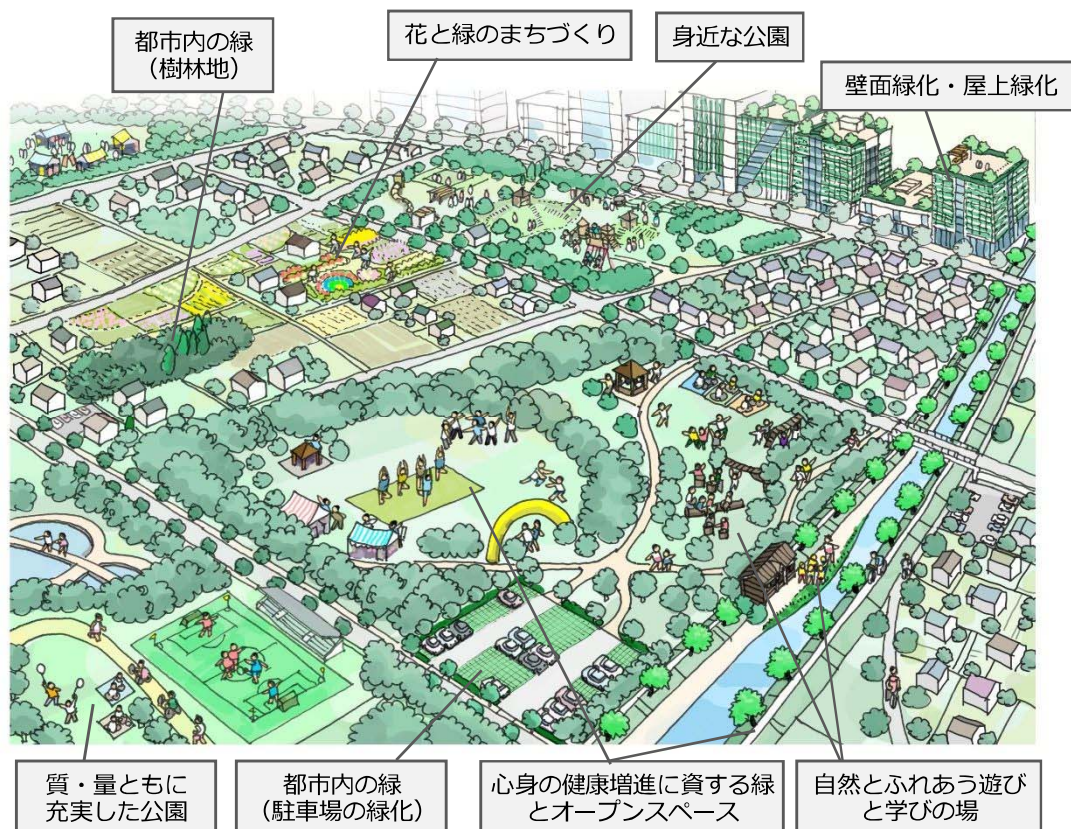 都市内の緑
（樹林地）
花と緑のまちづくり
身近な公園
壁面緑化・屋上緑化
質・量ともに
充実した公園
都市内の緑
（駐車場の緑化）
心身の健康増進に資する緑
とオープンスペース
自然とふれあう遊び
と学びの場